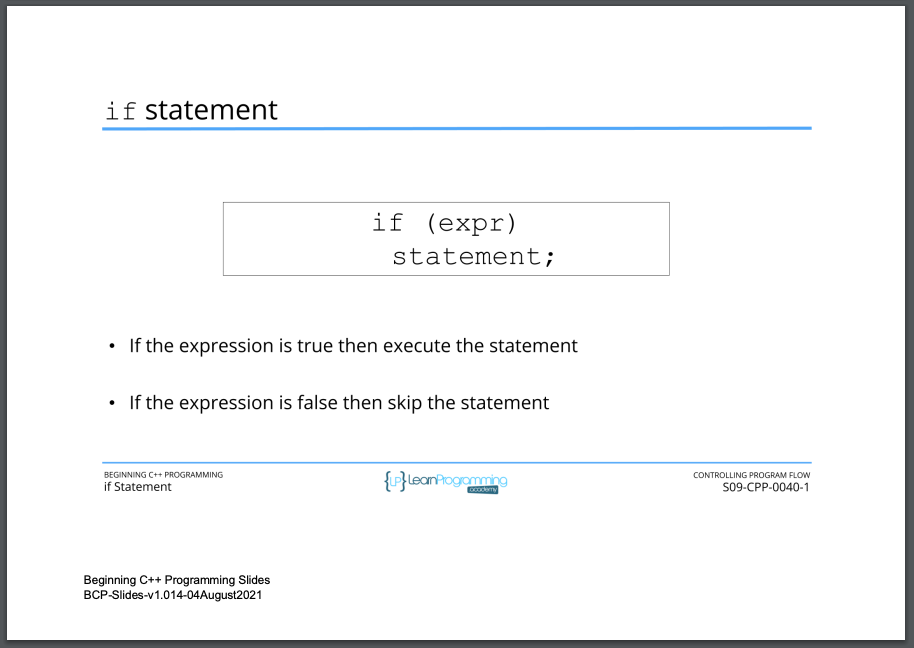 if statement
if (expr)
statement;
• If the expression is true then execute the statement
• If the expression is false then skip the statement
BEGINNING C++ PROGRAMMING
if Statement
{LP} LearnProgramming
academy
CONTROLLING PROGRAM FLOW
S09-CPP-0040-1
Beginning C++ Programming Slides
BCP-Slides-v1.014-04August2021